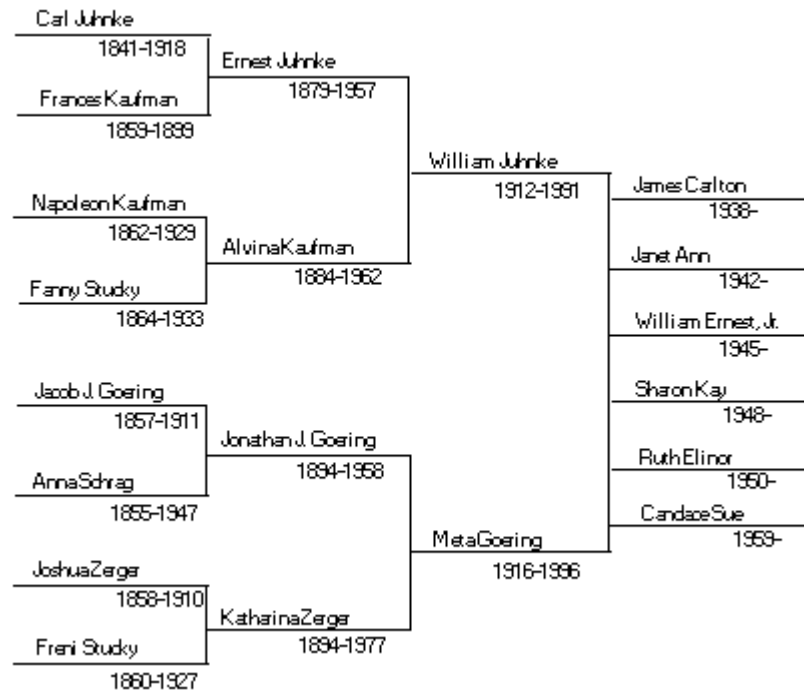 Carl Juhnke
1841-1918
Frances Kaufman
1859-1899
Ernest Juhnke
1879-1957
Napoleon Kaufman
1862-1929
Fanny Stucky
1864-1933
Alvina Kaufman
1884-1962
William Juhnke
1912-1991
Jacob J. Goering
1857-1911
Anna Schrag
1855-1947
Jonathan J. Goering
1894-1958
Joshua Zerger
1858-1910
Freni Stucky
1860-1927
Katharina Zerger
1894-1977
Meta Goering
1916-1996
James Carlton
1938-
Janet Ann
1942-
William Ernest, Jr.
1945-
Sharon Kay
1948-
Ruth Elinor
1950-
Candace Sue
1959-